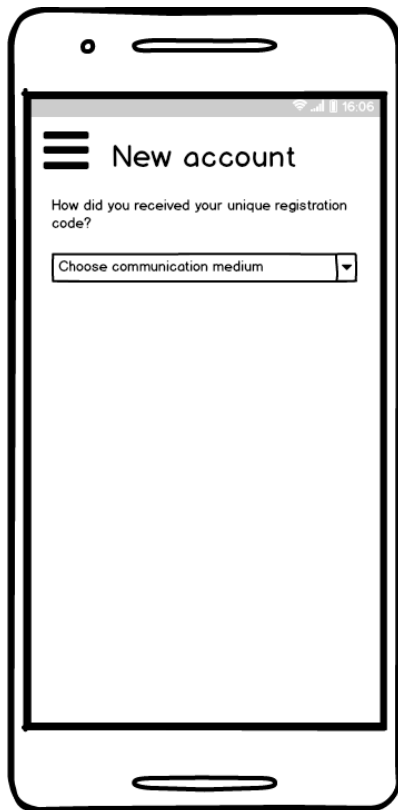 16:06
New account
How did you received your unique registration
code?
Choose communication medium